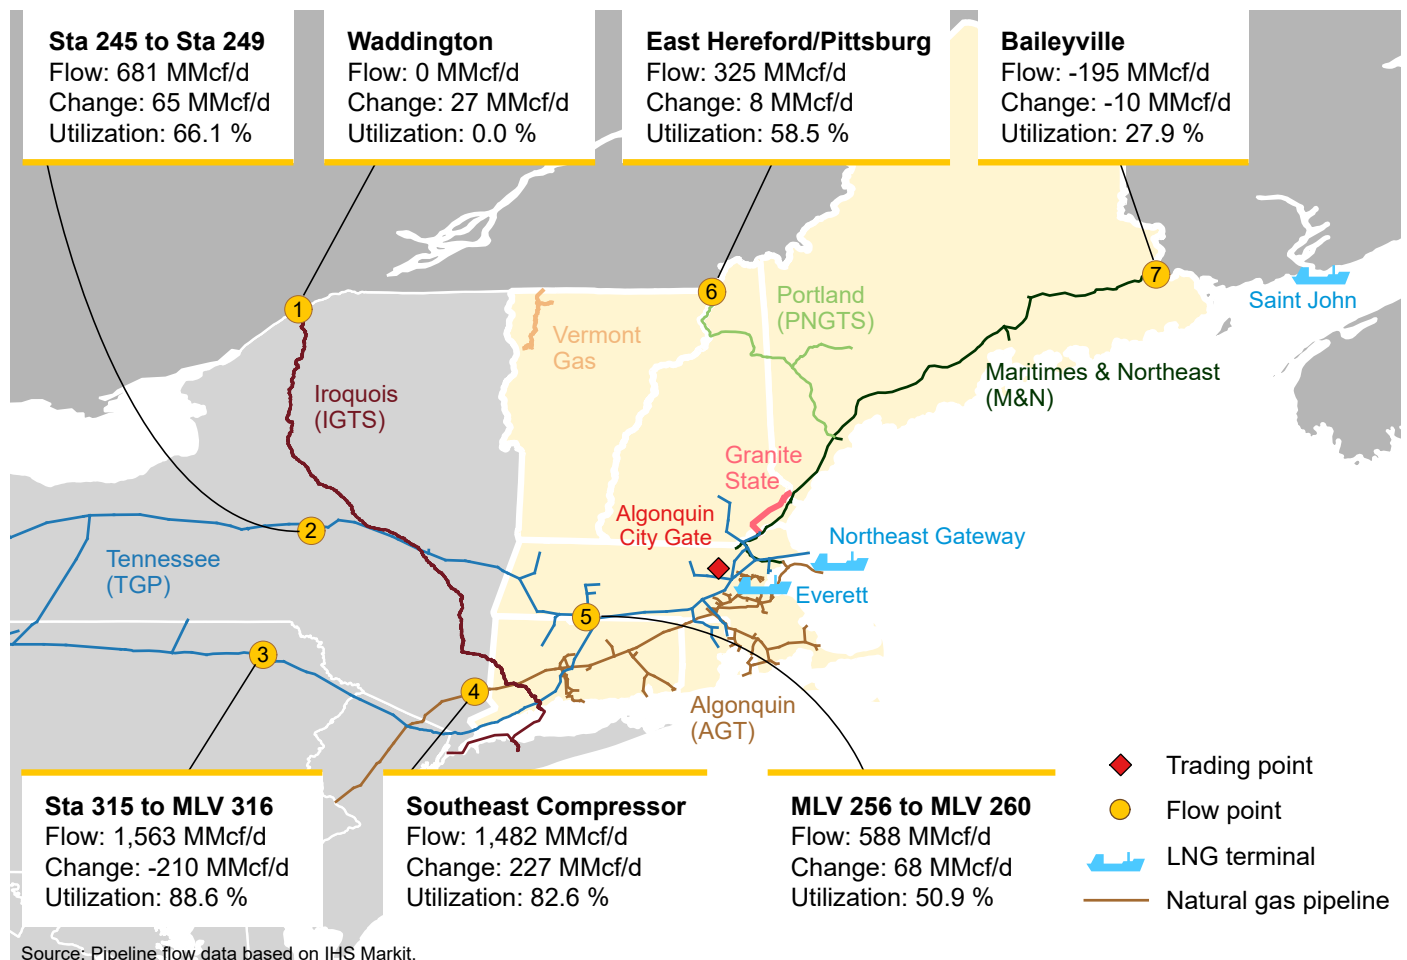 Sta 245 to Sta 249
Flow: 681 MMcf/d
Change: 65 MMcf/d
Utilization: 66.1 %
Waddington
Flow: 0 MMcf/d
Change: 27 MMcf/d
Utilization: 0.0 %
East Hereford/Pittsburg
Flow: 325 MMcf/d
Change: 8 MMcf/d
Utilization: 58.5 %
Baileyville
Flow: -195 MMcf/d
Change: -10 MMcf/d
Utilization: 27.9 %
7
6
1
Saint John
Portland
(PNGTS)
Vermont
Gas
Maritimes & Northeast
(M&N)
Iroquois
(IGTS)
Granite
State
Algonquin
City Gate
2
Northeast Gateway
Tennessee
(TGP)
Everett
5
3
4
Algonquin
(AGT)
Sta 315 to MLV 316
Flow: 1,563 MMcf/d
Change: -210 MMcf/d
Utilization: 88.6 %
Southeast Compressor
Flow: 1,482 MMcf/d
Change: 227 MMcf/d
Utilization: 82.6 %
MLV 256 to MLV 260
Flow: 588 MMcf/d
Change: 68 MMcf/d
Utilization: 50.9 %
Trading point
Flow point
LNG terminal
Natural gas pipeline
Source: Pipeline flow data based on IHS Markit.